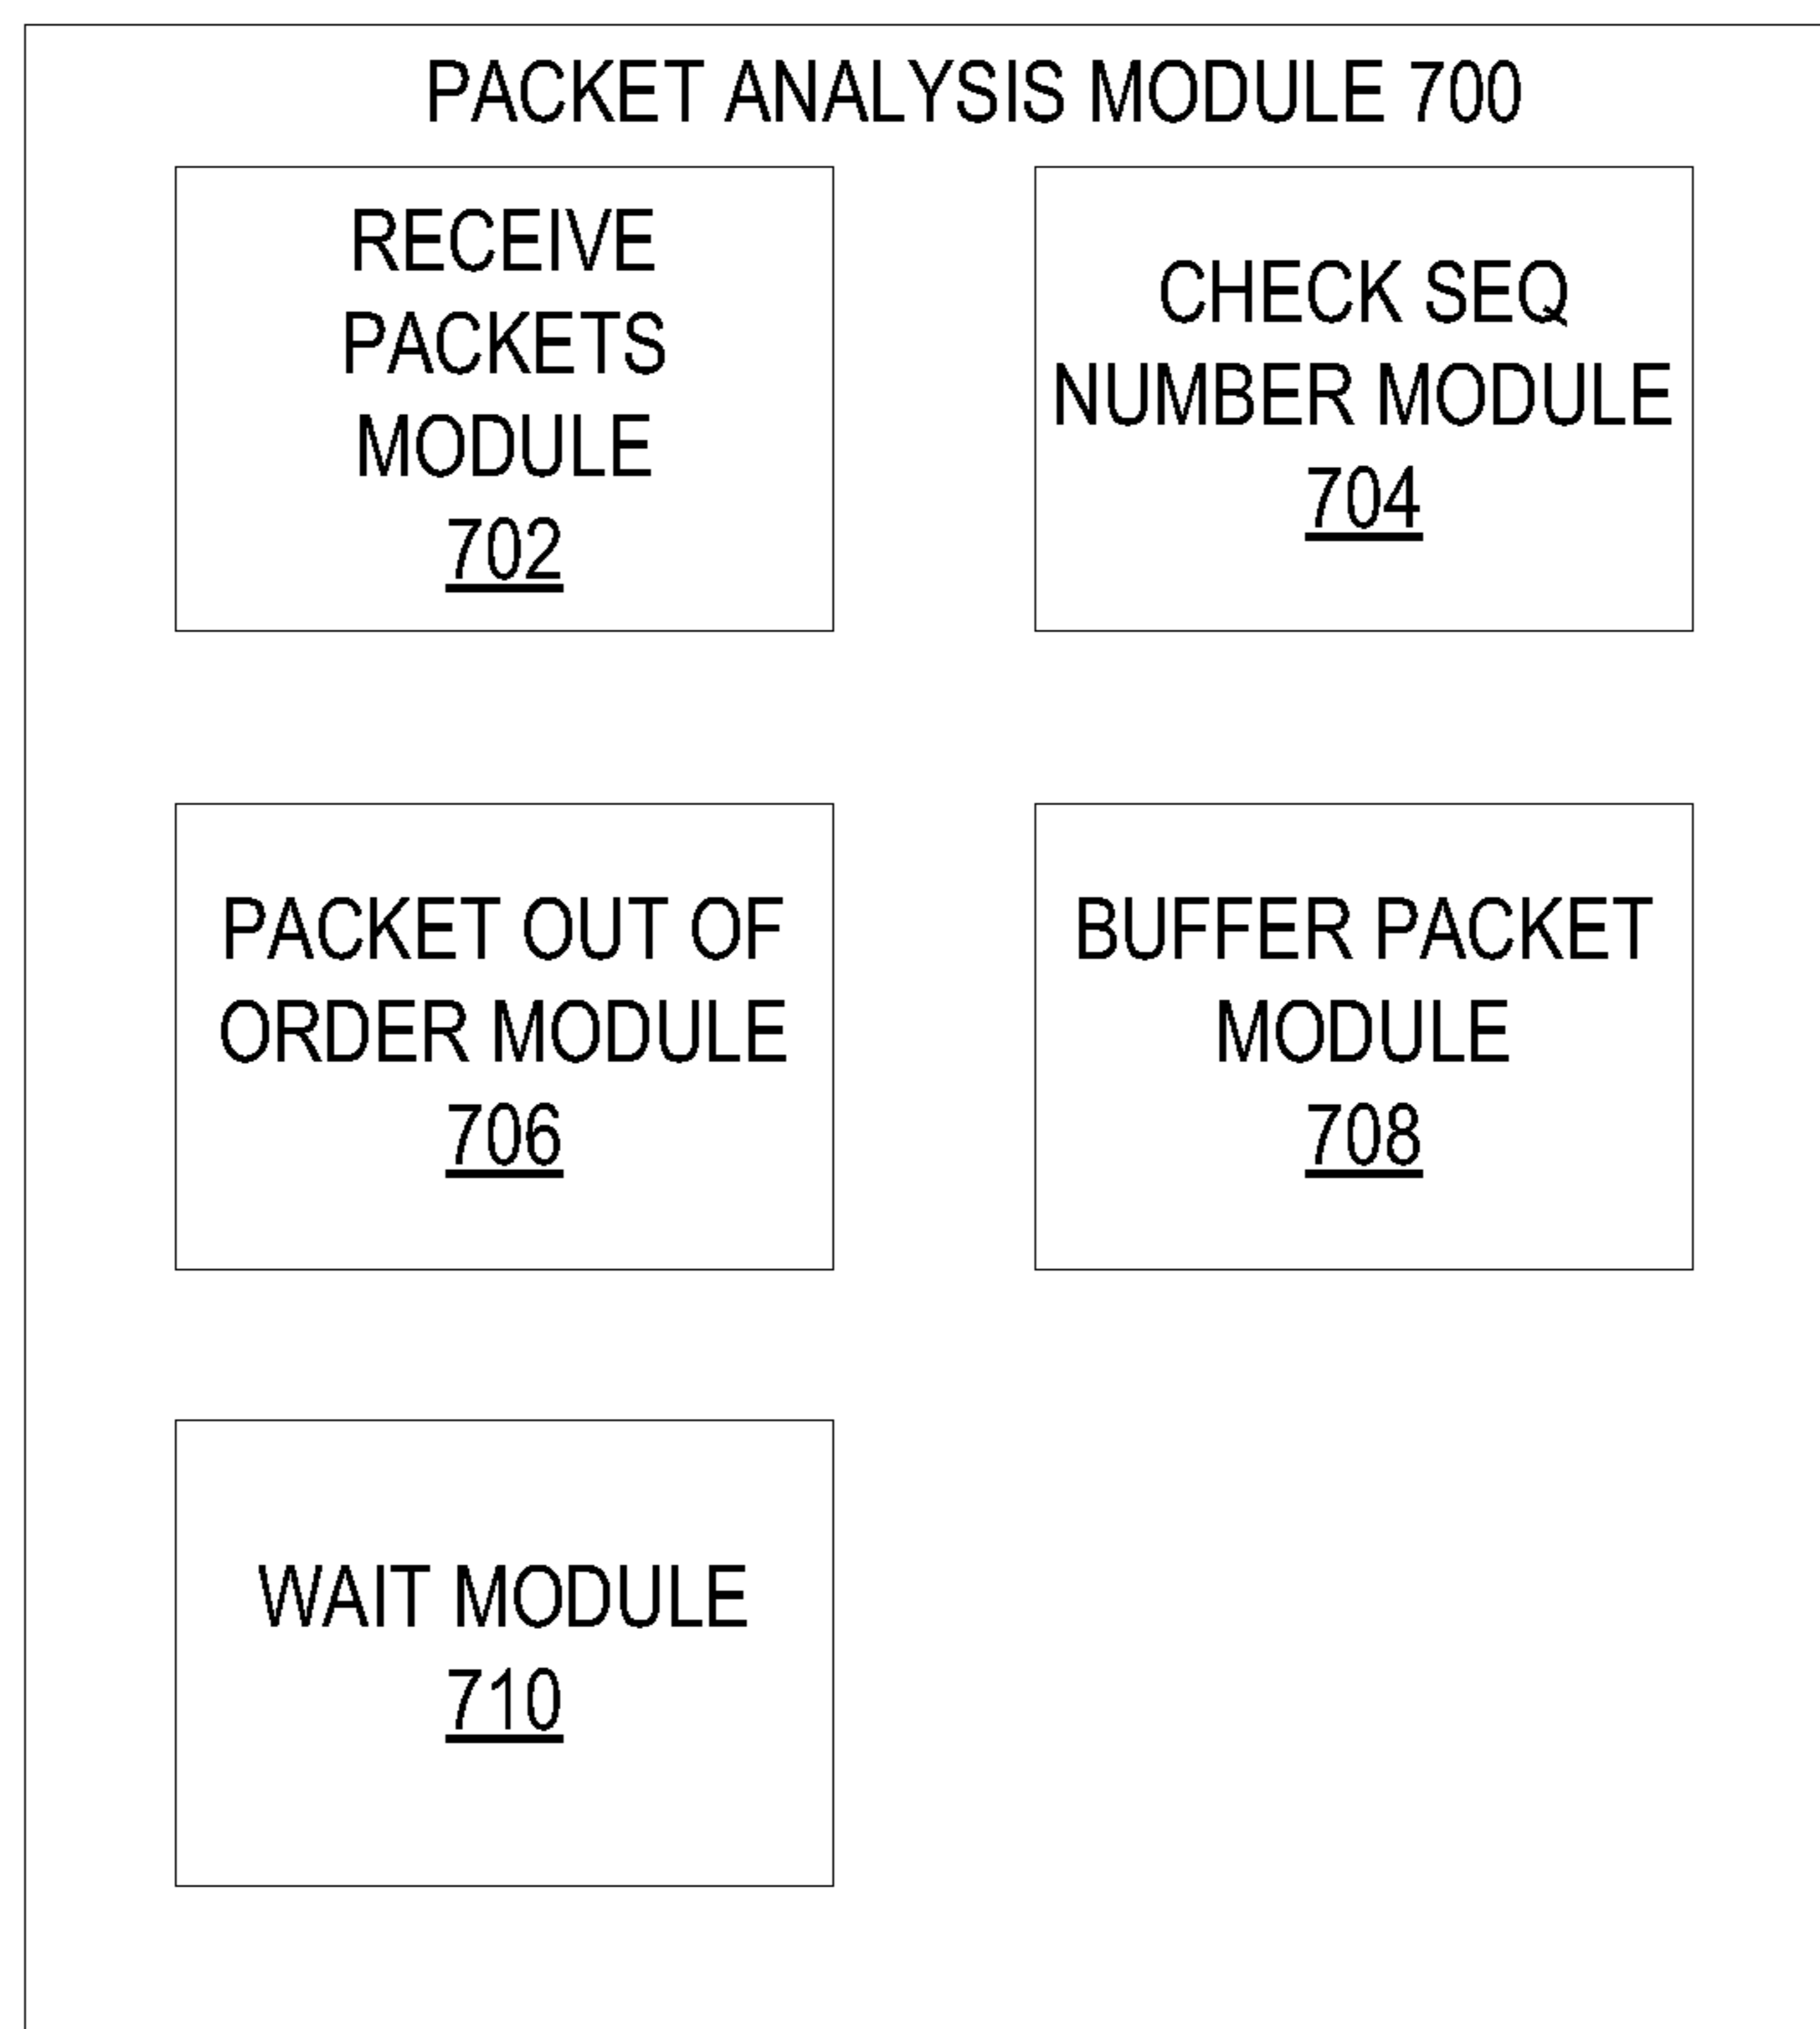 PACKET ANALYSIS MODULE 700
RECEIVE
PACKETS
MODULE
702
CHECK SEQ
NUMBER MODULE
704
PACKET OUT OF
ORDER MODULE
706
BUFFER PACKET
MODULE
708
WAIT MODULE
710